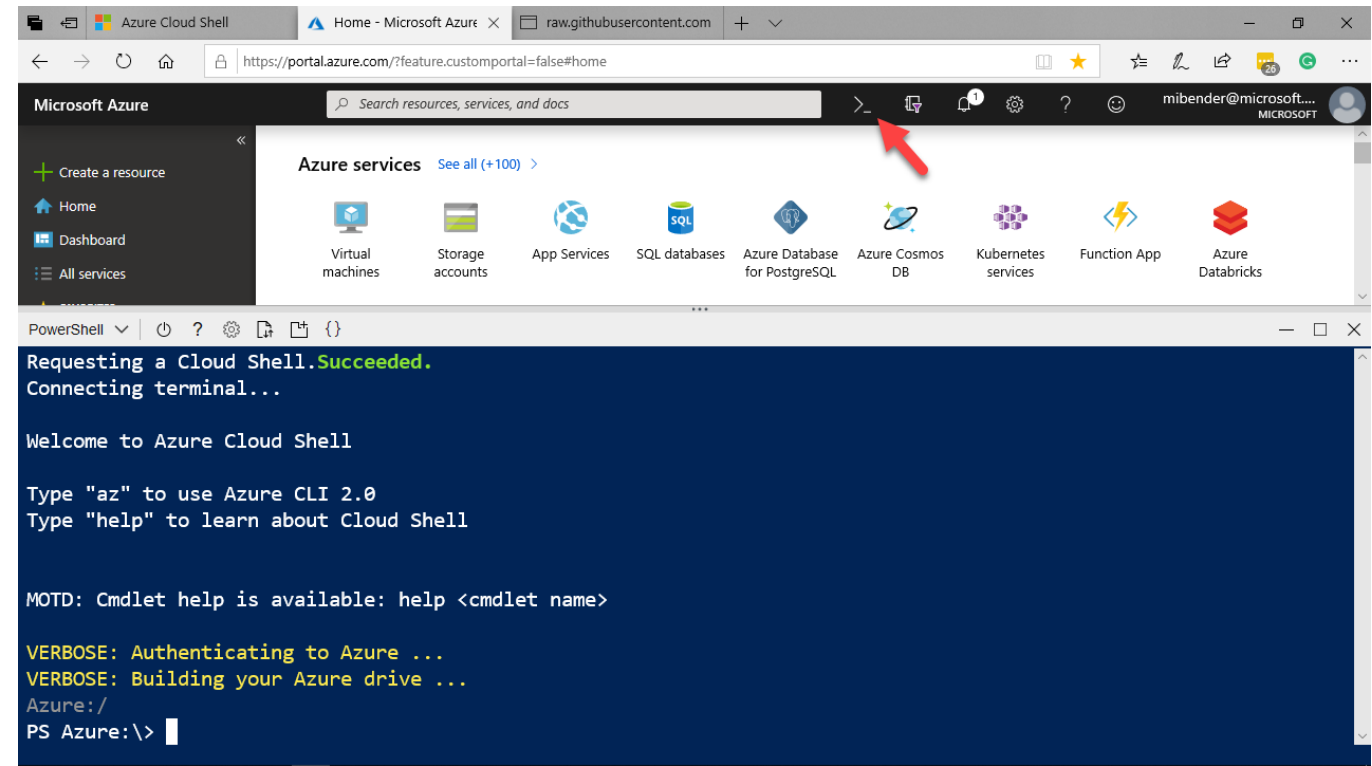 Azure Cloud Shell
Home - Microsoft Azure
raw.githubusercontent.com
https://portal.azure.com/?feature.customportal=false#home
26
G
Microsoft Azure
Search resources, services, and docs
1
mibender@microsoft....
MICROSOFT
Create a resource
Home
Dashboard
All services
Azure services See all (+100)
SQL
Virtual machines
Storage accounts
App Services
SQL databases
Azure Database for PostgreSQL
Azure Cosmos DB
Kubernetes services
Function App
Azure Databricks
PowerShell
Requesting a Cloud Shell.Succeeded.
Connecting terminal...
Welcome to Azure Cloud Shell
Type "az" to use Azure CLI 2.0
Type "help" to learn about Cloud Shell
MOTD: Cmdlet help is available: help <cmdlet name>
VERBOSE: Authenticating to Azure ...
VERBOSE: Building your Azure drive ...
Azure:/
PS Azure:\>